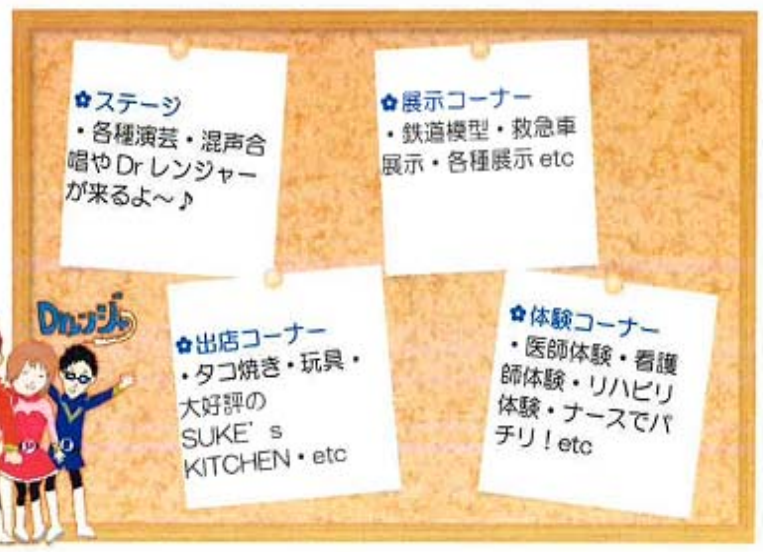 ✿ステージ
・各種演芸・混声合
唱やDrレンジャー
が来るよ～♪
✿展示コーナー
・鉄道模型・救急車
展示・各種展示etc
Drレンジャー
✿出店コーナー
・タコ焼き・玩具・
大好評の
SUKE’s
KITCHEN・etc
✿体験コーナー
・医師体験・看護
師体験・リハビリ
体験・ナースでパ
チリ！etc